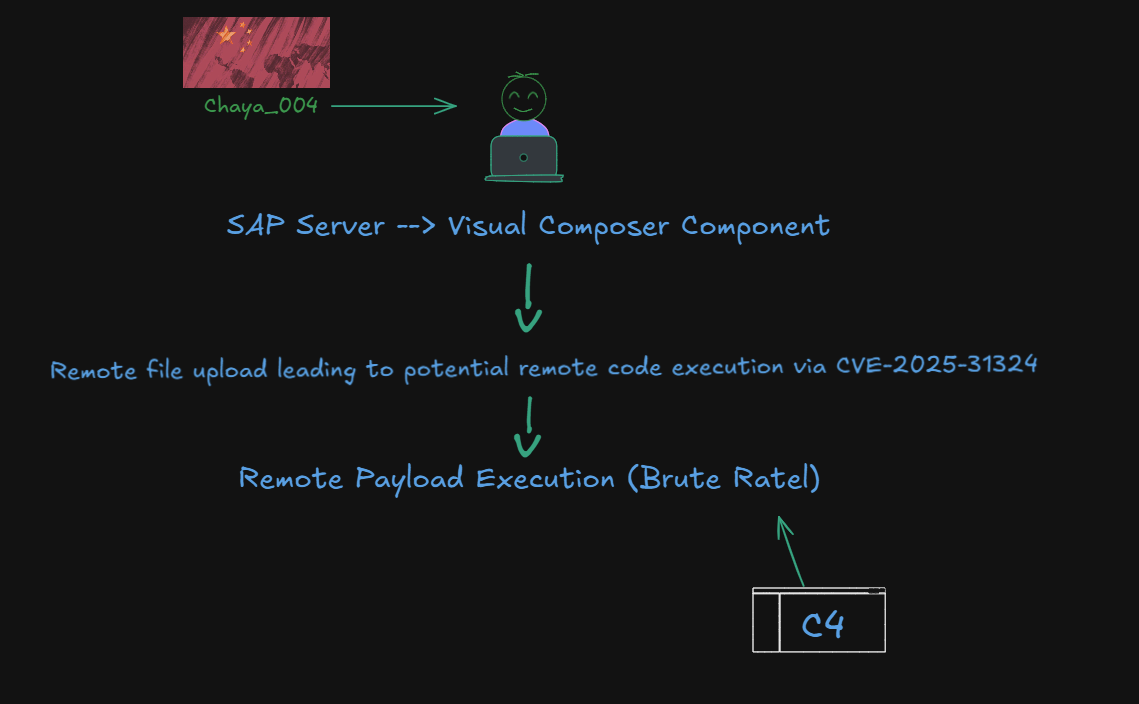 Chaya_004
SAP Server --> Visual Composer Component
Remote file upload leading to potential remote code execution via CVE-2025-31324
Remote Payload Execution (Brute Ratel)
C4